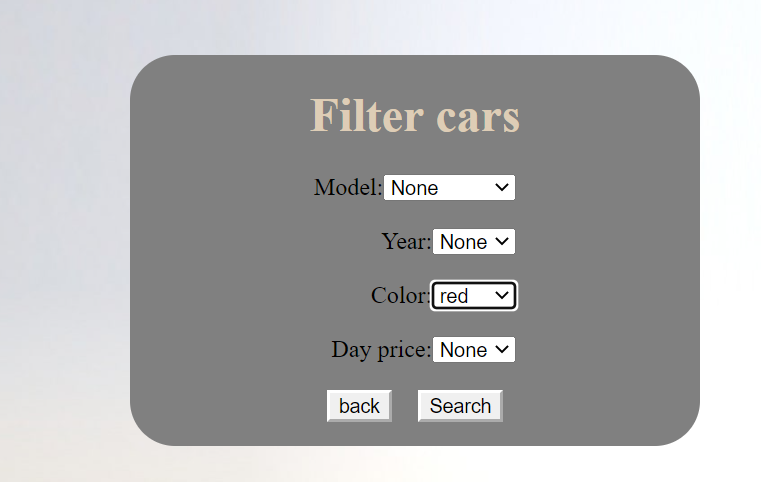 Filter cars
Model: None
Year: None
Color: red
Day price: None
back Search